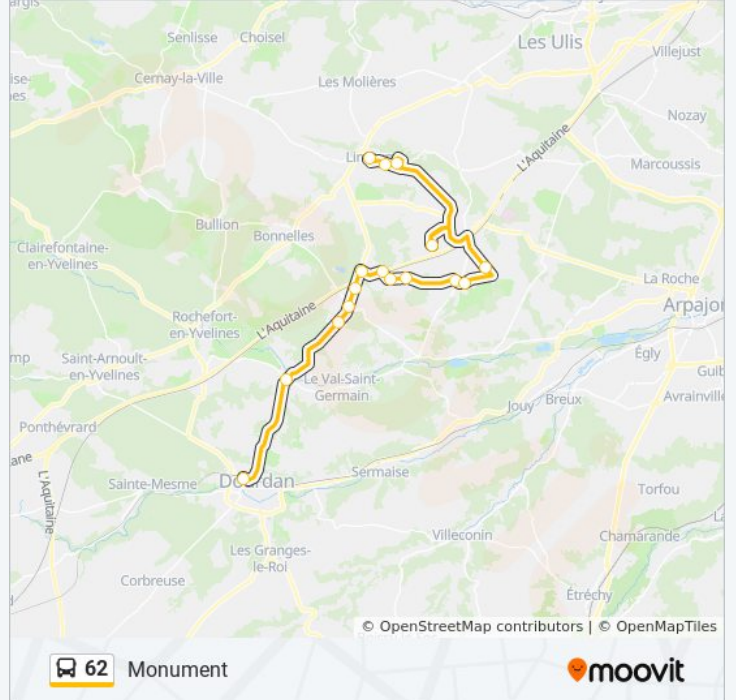 argis
Senlisse
Choisel
Les Ulis
Villejust
Cernay-la-Ville
Les Molières
Nozay
L'Aquitaine
Marcoussis
Lim
Bullion
Bonnelles
Clairefontaine-
en-Yvelines
La Roche
Arpajon
Rochefort-
en-Yvelines
L'Aquitaine
Saint-Arnoult-
en-Yvelines
Égly
Le Val-Saint-
Germain
Jouy
Breux
Avrainville
Ponthévrard
L'Aquitaine
Sainte-Mesme
Dourdan
Sermaise
Torfou
Villeconin
Chamarande
Les Granges-
le-Roi
Corbreuse
Étréchy
© OpenStreetMap contributors | © OpenMapTiles
62 Monument
moovit